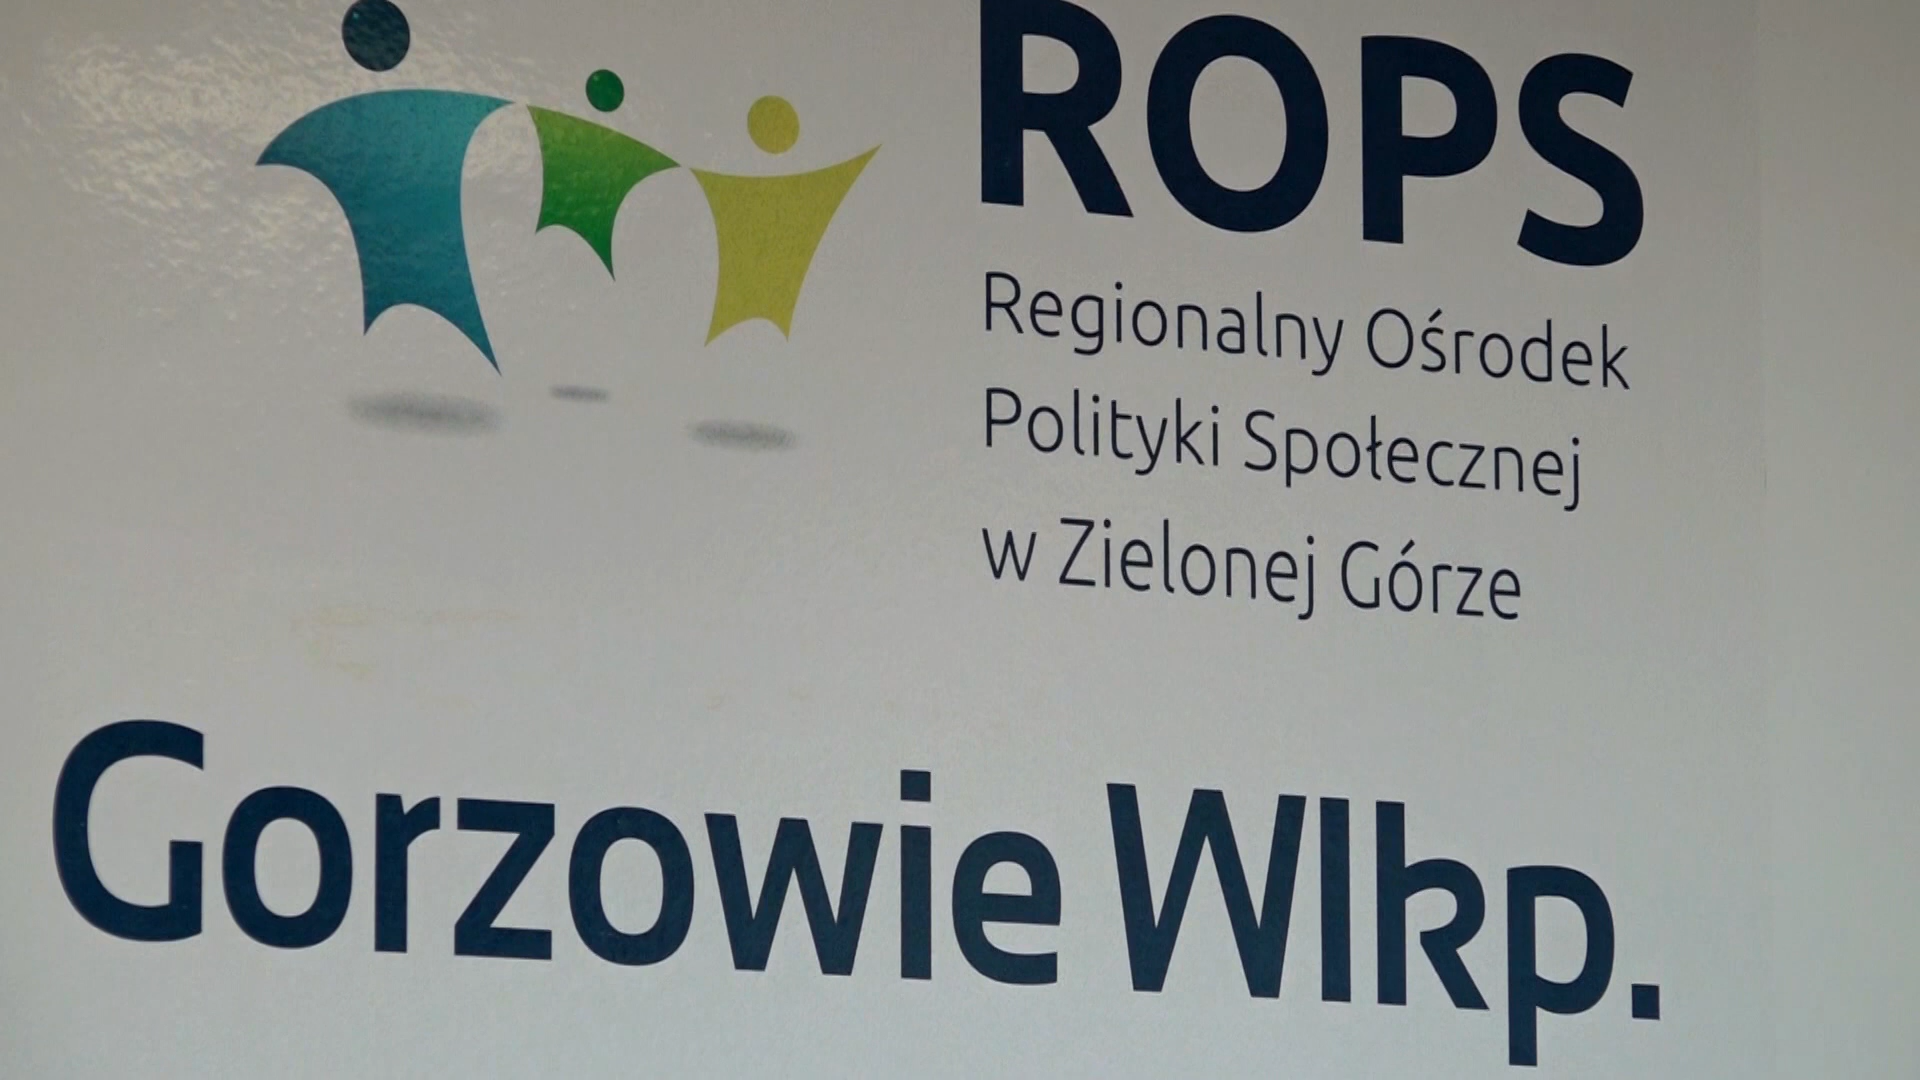 ROPS
Regionalny Ośrodek
Polityki Społecznej
w Zielonej Górze
Gorzowie Wlkp.